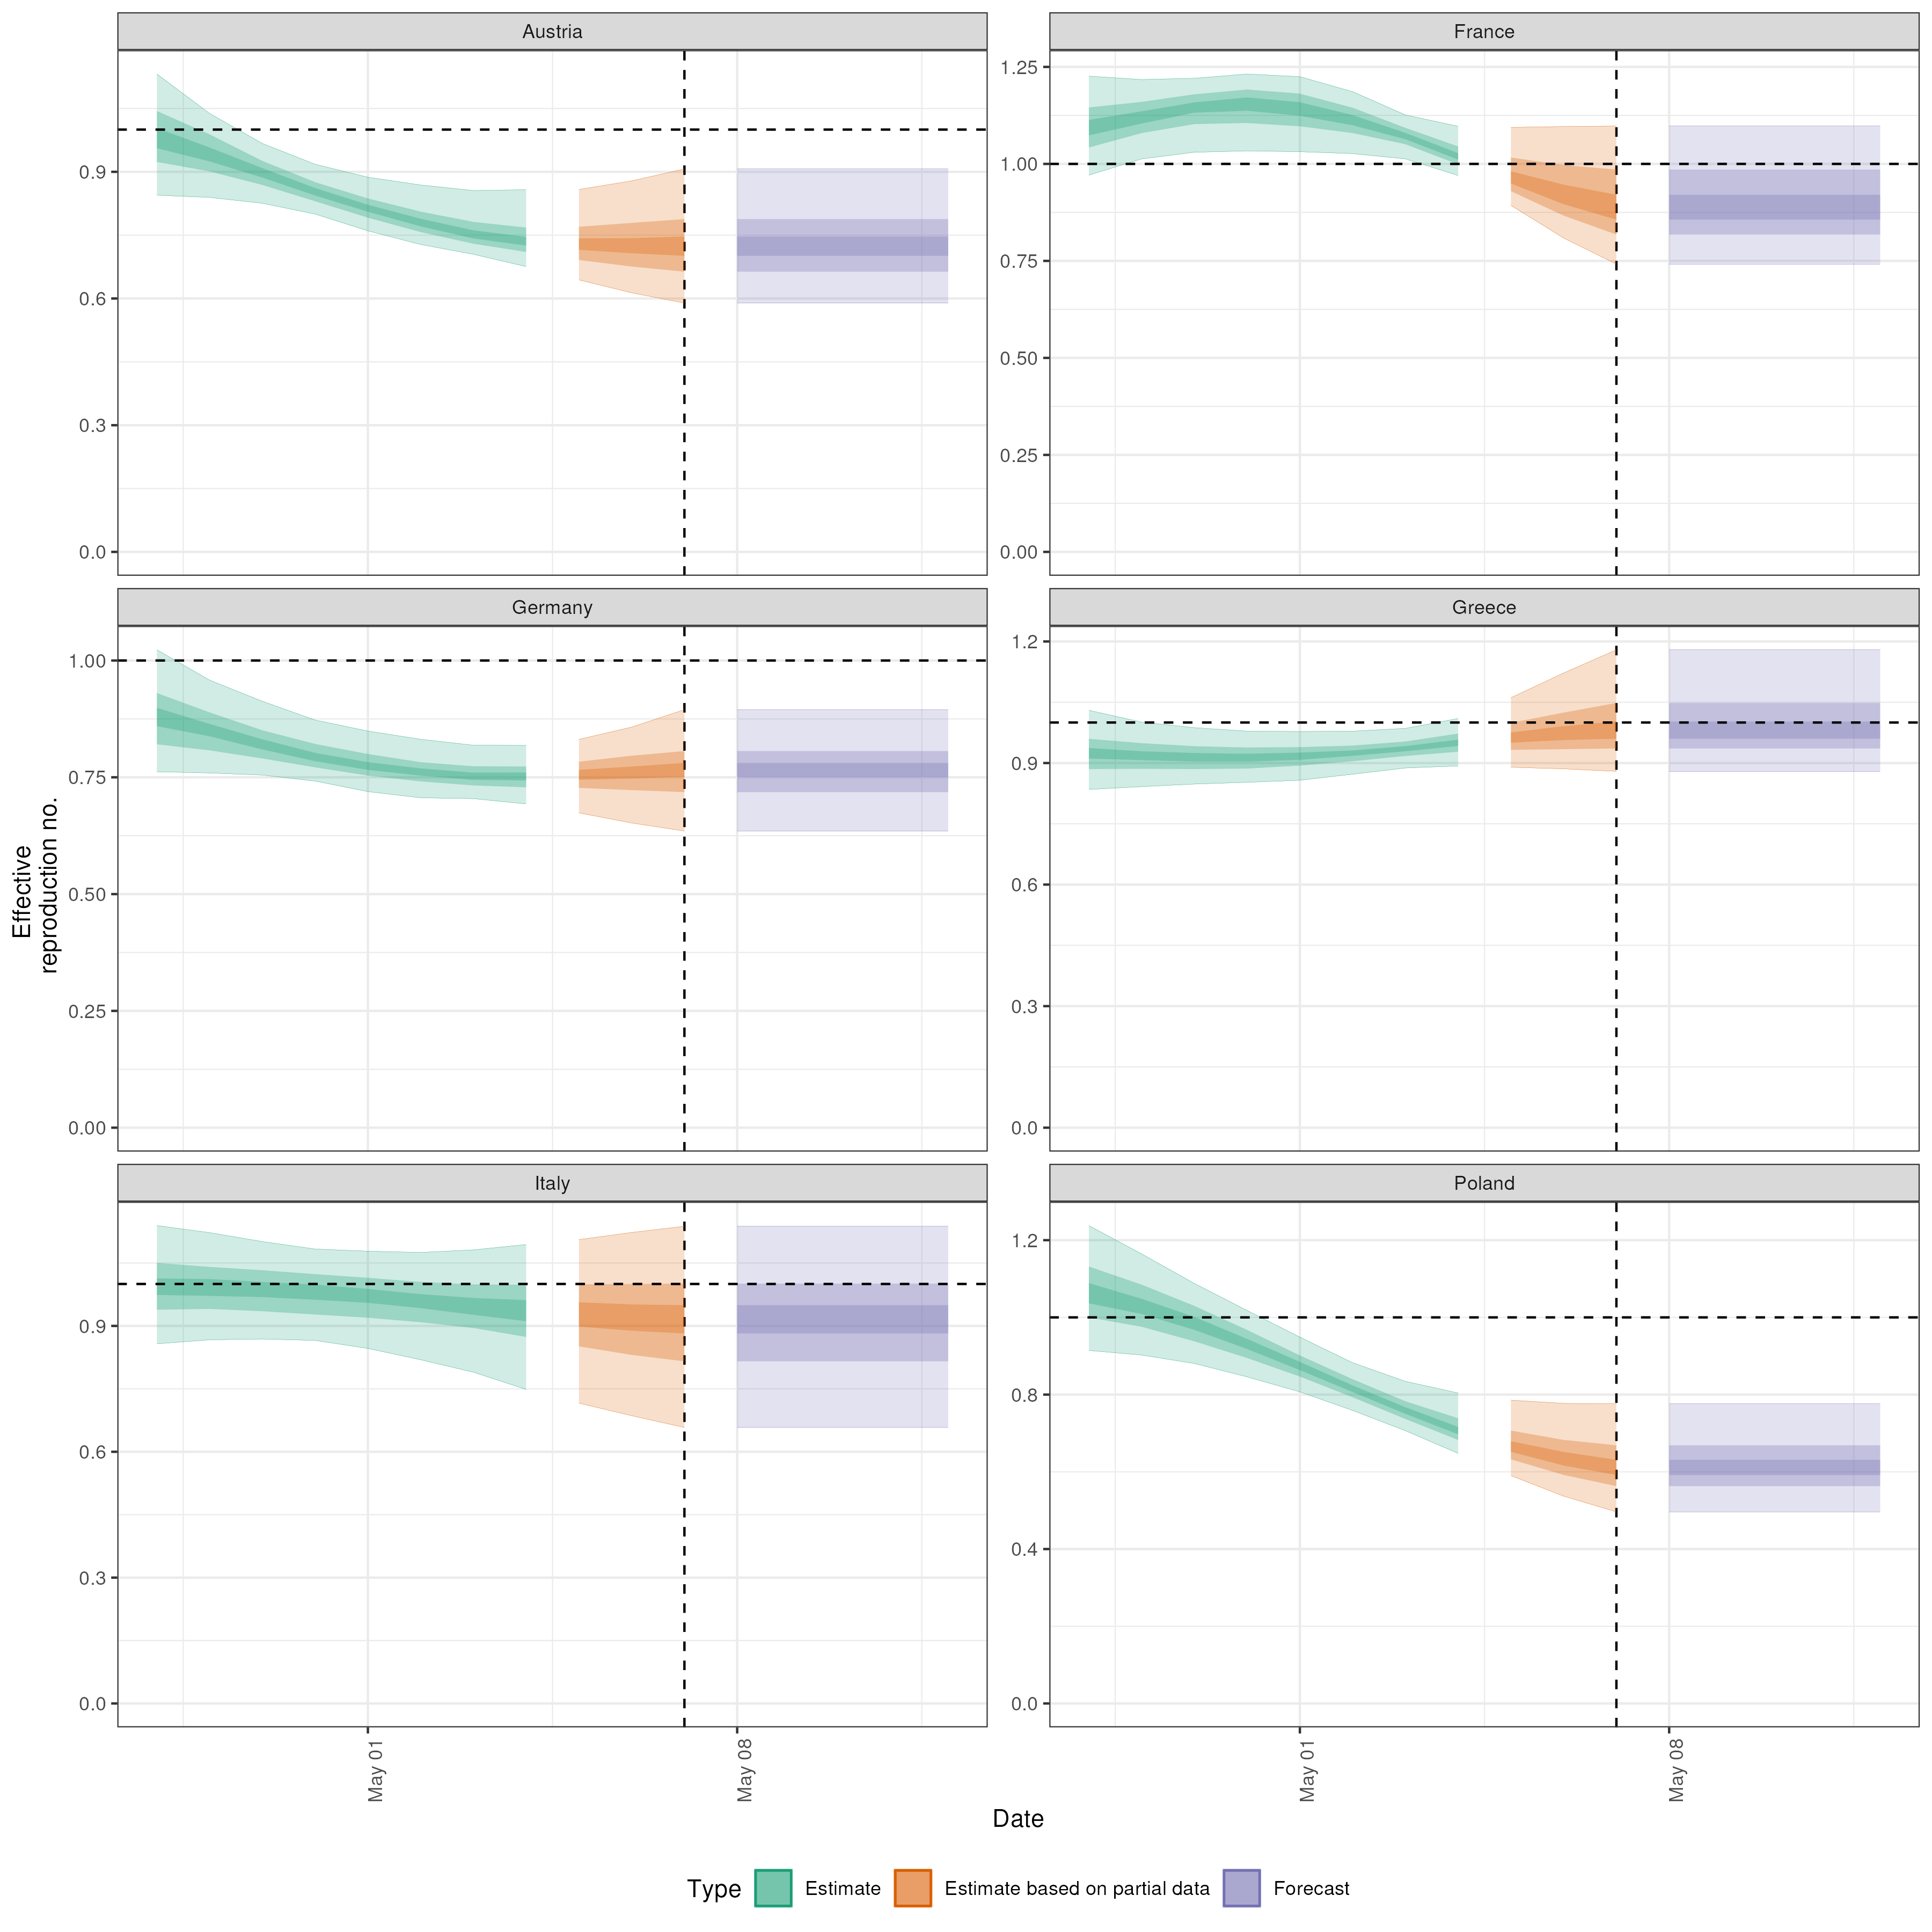 Austria
France
0.9
0.6
0.3
0.0
1.25
1.00
0.75
0.50
0.25
0.00
Germany
Greece
1.00
0.75
0.50
0.25
0.00
1.2
0.9
0.6
0.3
0.0
Effective
reproduction no.
Italy
Poland
0.9
0.6
0.3
0.0
1.2
0.8
0.4
0.0
May 01
May 08
May 01
May 08
Date
Type Estimate Estimate based on partial data Forecast